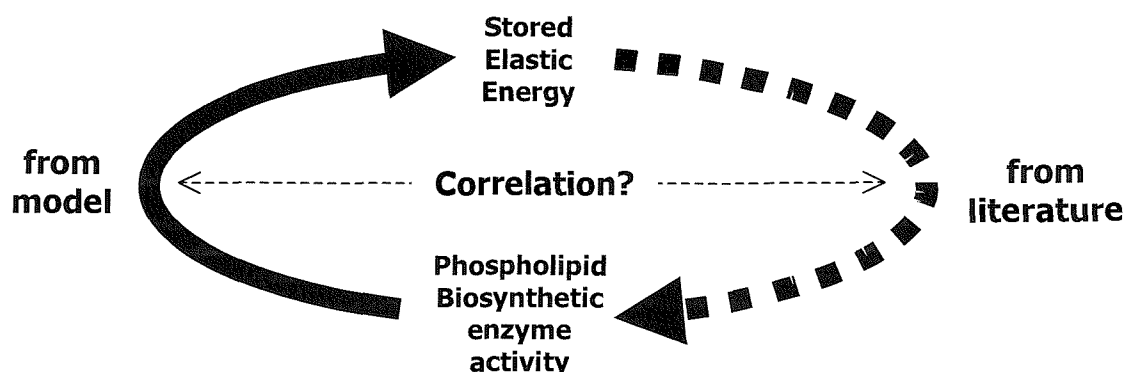 Stored
Elastic
Energy
from
model
Correlation?
from
literature
Phospholipid
Biosynthetic
enzyme
activity